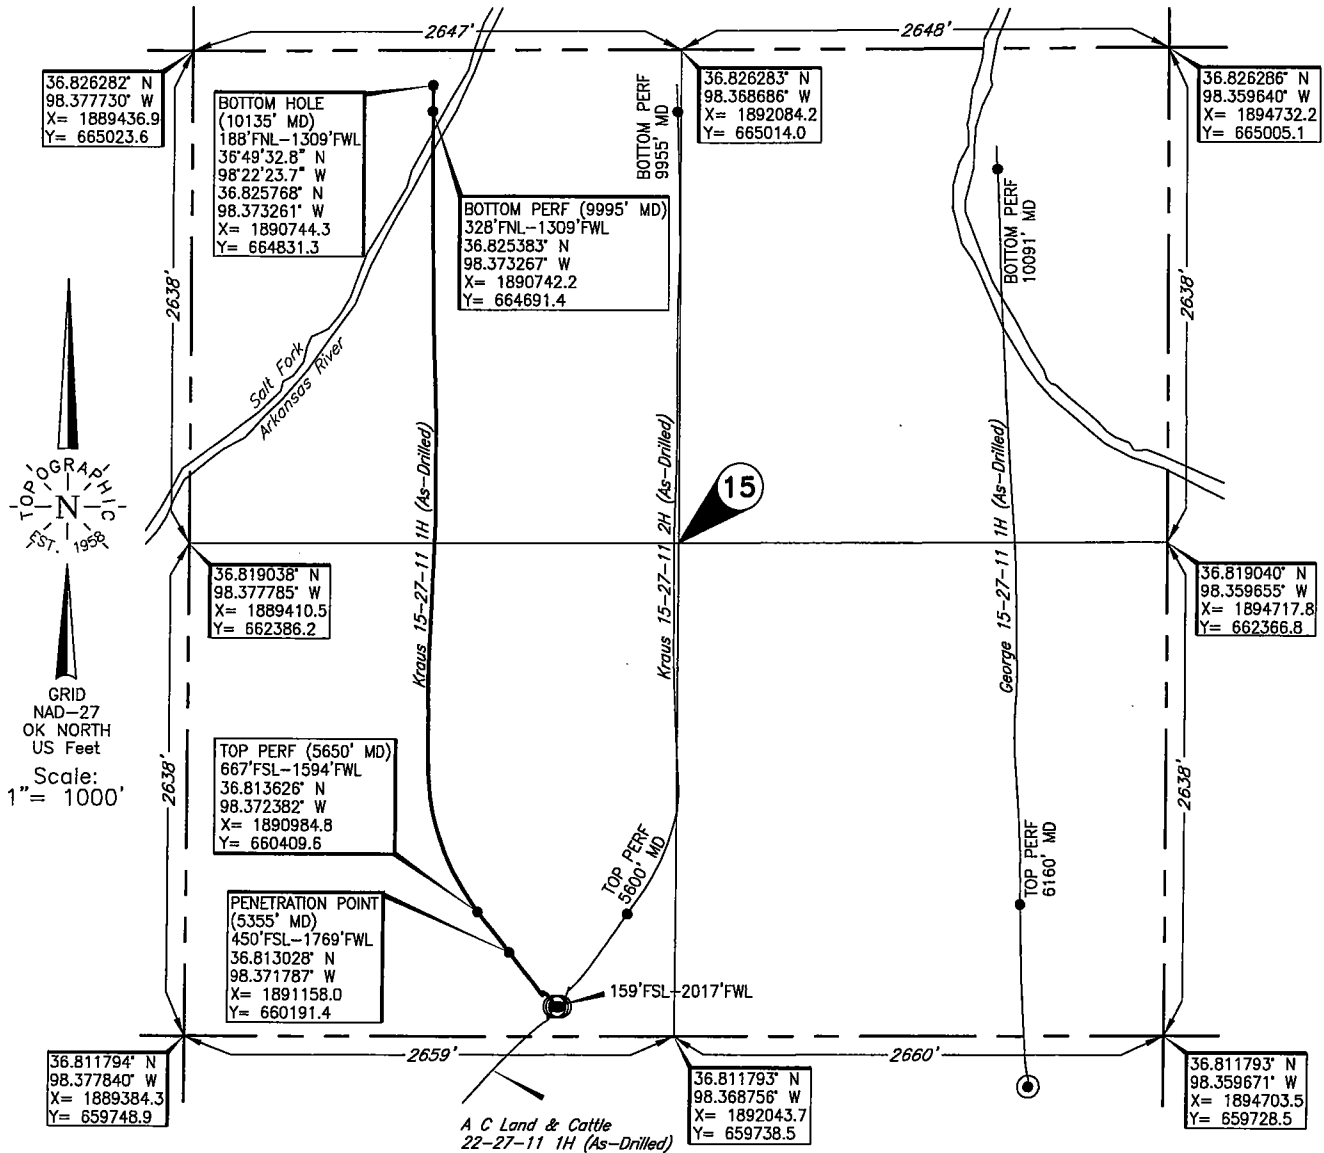 2647'
2648'
36.826282° N
98.377730° W
X= 1889436.9
Y= 665023.6
BOTTOM HOLE
(10135' MD)
188'FNL-1309'FWL
36°49'32.8" N
98°22'23.7" W
36.825768° N
98.373261° W
X= 1890744.3
Y= 664831.3
BOTTOM PERF
9955' MD
36.826283° N
98.368686° W
X= 1892084.2
Y= 665014.0
36.826286° N
98.359640° W
X= 1894732.2
Y= 665005.1
BOTTOM PERF (9995' MD)
328'FNL-1309'FWL
36.825383° N
98.373267° W
X= 1890742.2
Y= 664691.4
BOTTOM PERF
10091' MD
2638'
2638'
Salt Fork
Arkansas River
TOPOGRAPHIC
N
EST. 1958
Kraus 15-27-11 1H (As-Drilled)
Kraus 15-27-11 2H (As-Drilled)
15
George 15-27-11 1H (As-Drilled)
36.819038° N
98.377785° W
X= 1889410.5
Y= 662386.2
36.819040° N
98.359655° W
X= 1894717.8
Y= 662366.8
GRID
NAD-27
OK NORTH
US Feet
Scale:
1"= 1000'
2638'
2638'
TOP PERF (5650' MD)
667'FSL-1594'FWL
36.813626° N
98.372382° W
X= 1890984.8
Y= 660409.6
TOP PERF
5600' MD
TOP PERF
6160' MD
PENETRATION POINT
(5355' MD)
450'FSL-1769'FWL
36.813028° N
98.371787° W
X= 1891158.0
Y= 660191.4
159'FSL-2017'FWL
2659'
2660'
36.811794° N
98.377840° W
X= 1889384.3
Y= 659748.9
A C Land & Cattle
22-27-11 1H (As-Drilled)
36.811793° N
98.368756° W
X= 1892043.7
Y= 659738.5
36.811793° N
98.359671° W
X= 1894703.5
Y= 659728.5